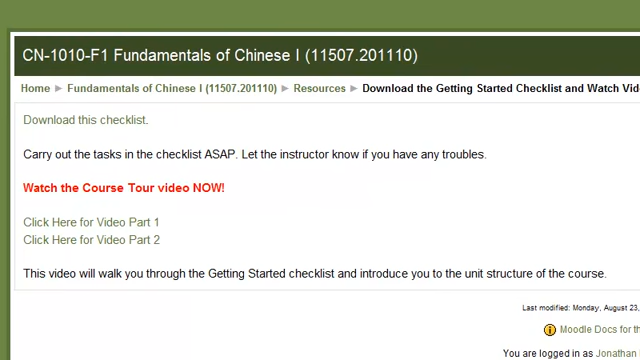 CN-1010-F1 Fundamentals of Chinese I (11507.201110)
Home ► Fundamentals of Chinese I (11507.201110) ► Resources ► Download the Getting Started Checklist and Watch
Download this checklist.
Carry out the tasks in the checklist ASAP. Let the instructor know if you have any troubles.
Watch the Course Tour video NOW!
Click Here for Video Part 1
Click Here for Video Part 2
This video will walk you through the Getting Started checklist and introduce you to the unit structure of the course.
Last modified: Monday, August 23,
Moodle Docs for
You are logged in as Jonathan